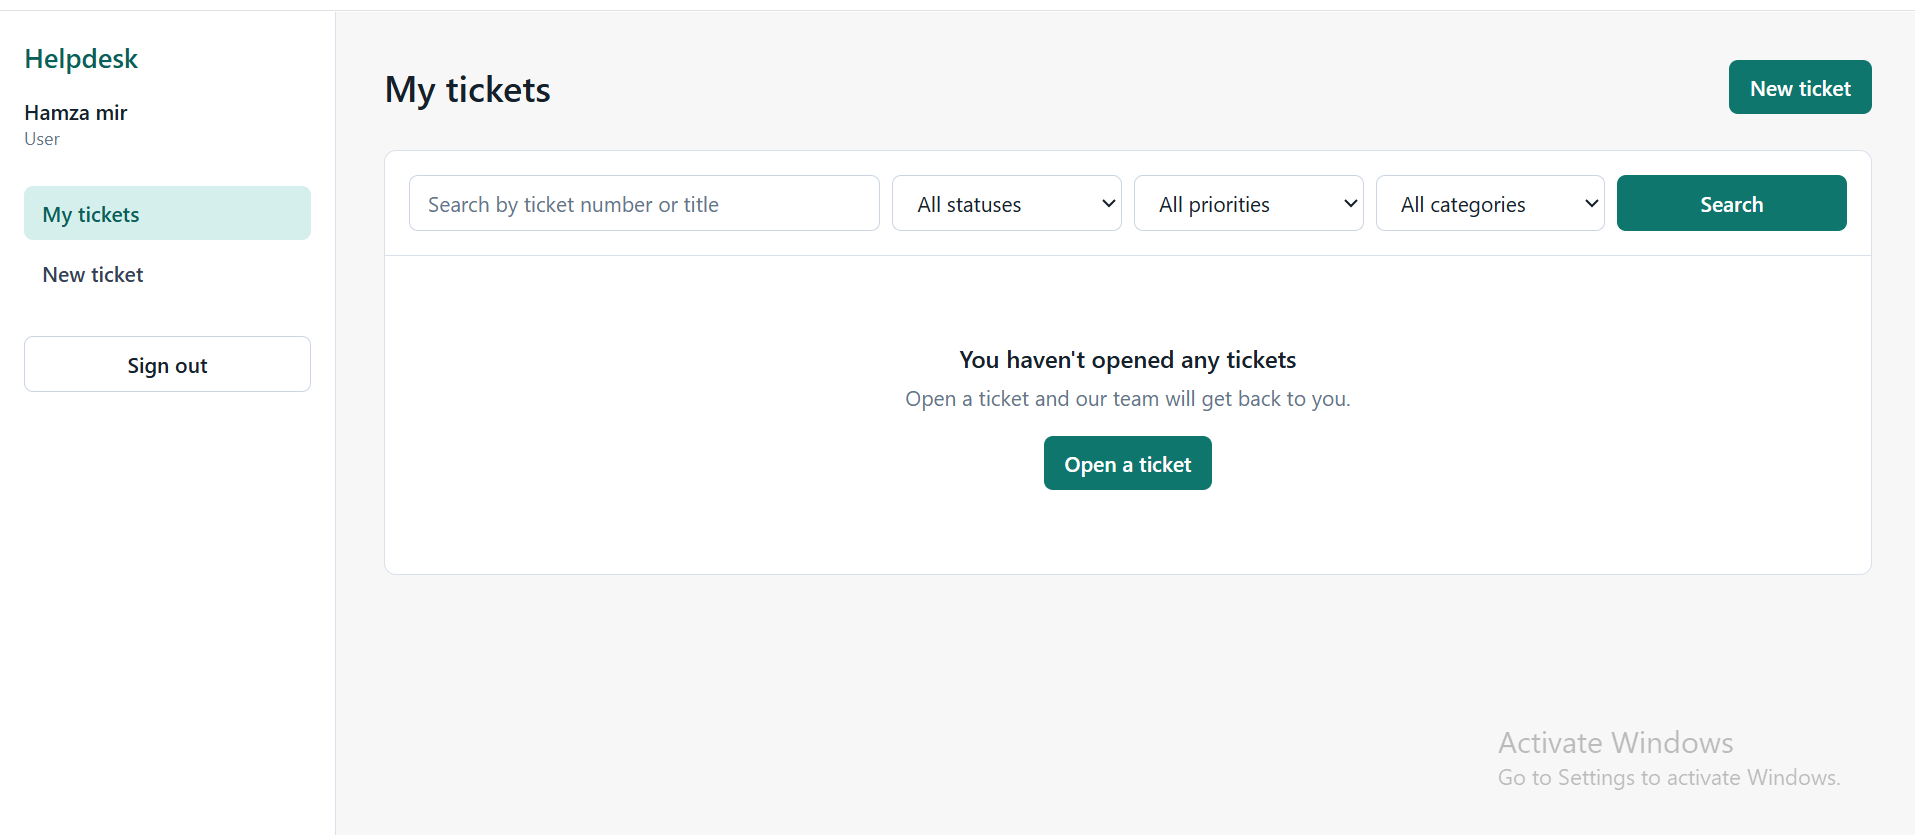 Helpdesk
Hamza mir
User
My tickets
New ticket
Sign out
My tickets
New ticket
Search by ticket number or title
All statuses
All priorities
All categories
Search
You haven't opened any tickets
Open a ticket and our team will get back to you.
Open a ticket
Activate Windows
Go to Settings to activate Windows.